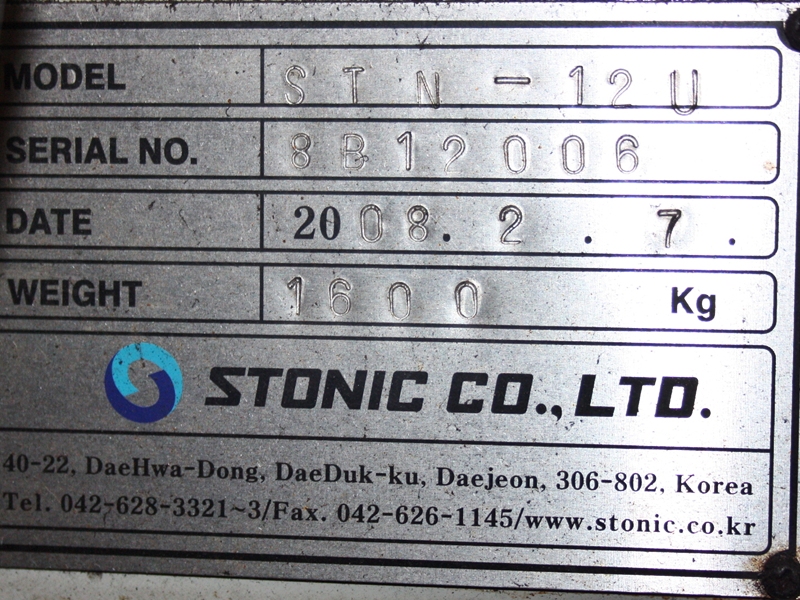 MODEL STN-12U
SERIAL NO. 8B12006
DATE 2008. 2. 7.
WEIGHT 1600 Kg
STONIC CO., LTD.
40-22, DaeHwa-Dong, DaeDuk-ku, Daejeon, 306-802, Korea
Tel. 042-628-3321~3/Fax. 042-626-1145/www.stonic.co.kr